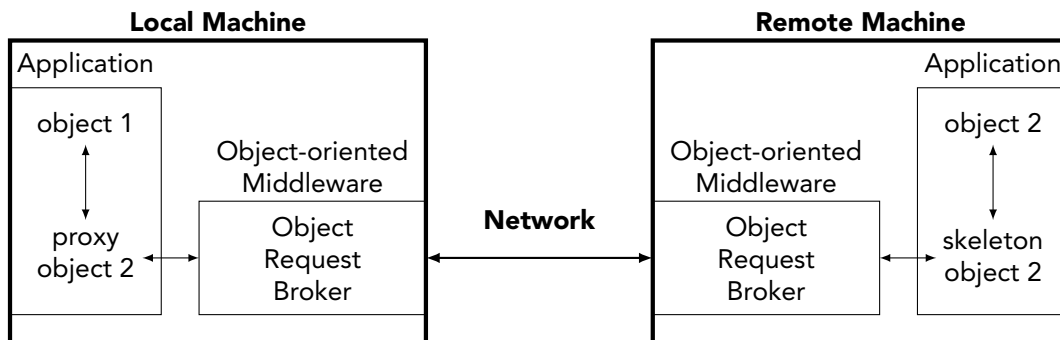 Local Machine
Application
object 1
proxy
object 2
Object-oriented
Middleware
Object
Request
Broker
Network
Remote Machine
Object-oriented
Middleware
Object
Request
Broker
Application
object 2
skeleton
object 2